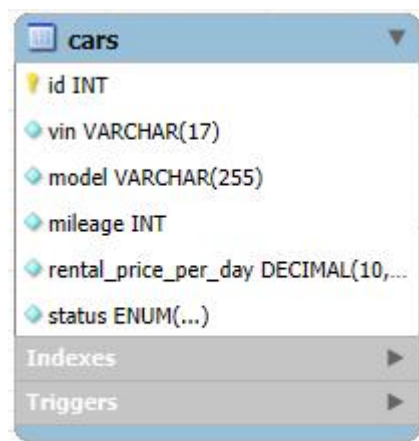 cars
id INT
vin VARCHAR(17)
model VARCHAR(255)
mileage INT
rental_price_per_day DECIMAL(10,...
status ENUM(...)
Indexes
Triggers